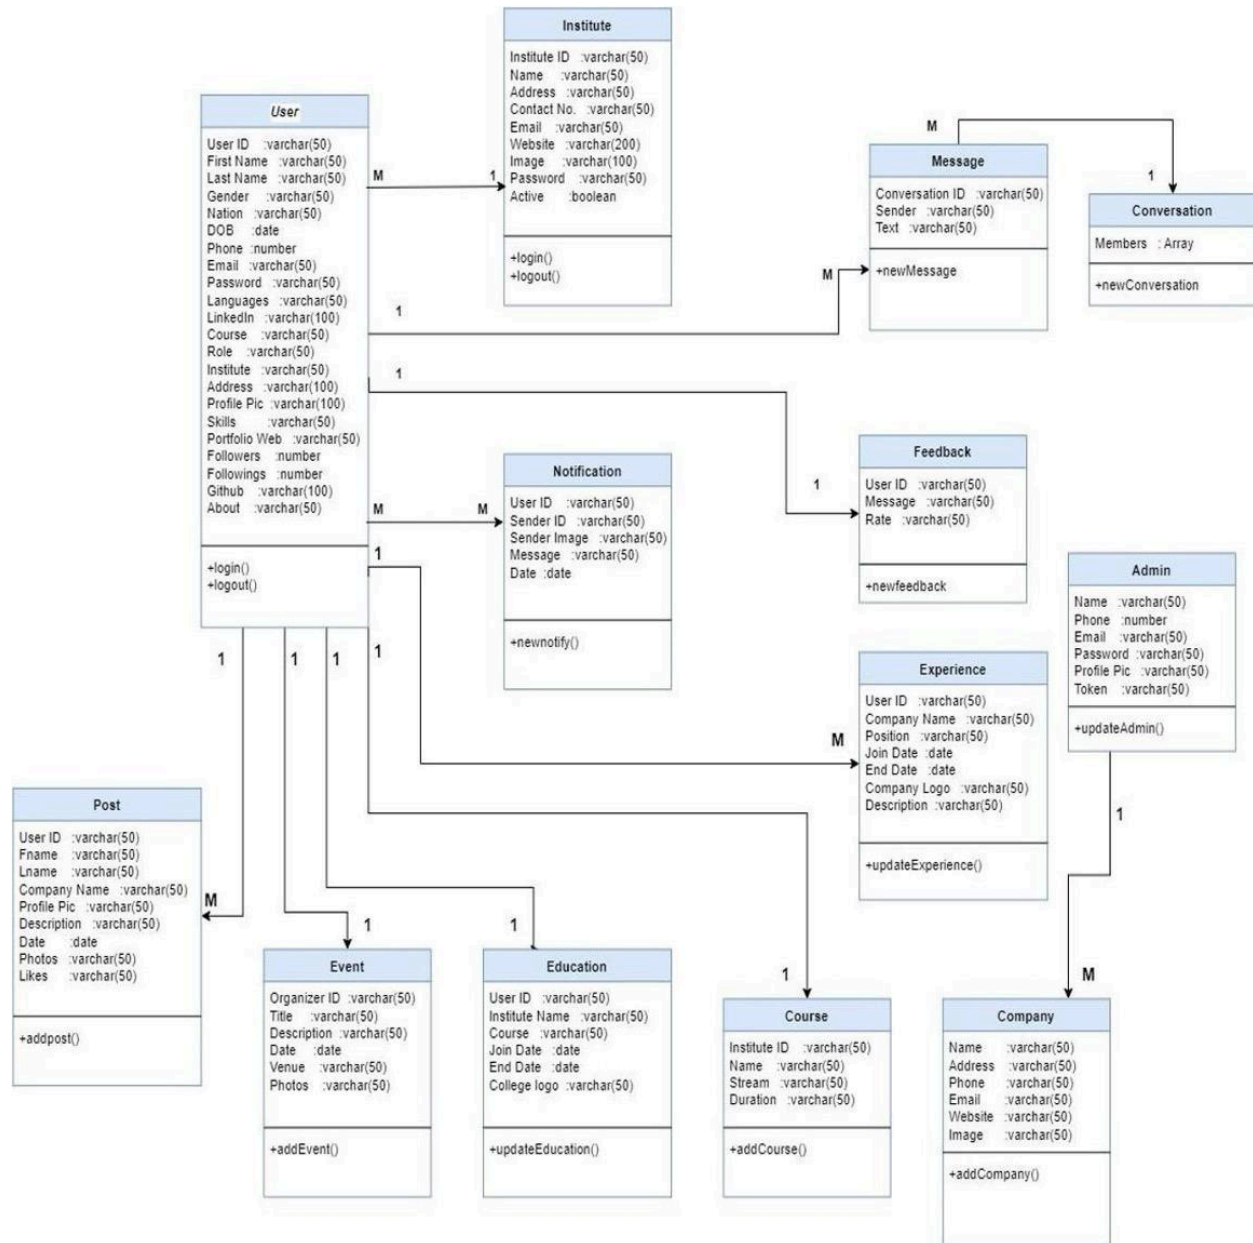 Institute
Institute ID :varchar(50)
Name :varchar(50)
Address :varchar(50)
Contact No. :varchar(50)
Email :varchar(50)
Website :varchar(200)
Image :varchar(100)
Password :varchar(50)
Active :boolean
+login()
+logout()
User
User ID :varchar(50)
First Name :varchar(50)
Last Name :varchar(50)
Gender :varchar(50)
Nation :varchar(50)
DOB :date
Phone :number
Email :varchar(50)
Password :varchar(50)
Languages :varchar(50)
LinkedIn :varchar(100)
Course :varchar(50)
Role :varchar(50)
Institute :varchar(50)
Address :varchar(100)
Profile Pic :varchar(100)
Skills :varchar(50)
Portfolio Web :varchar(50)
Followers :number
Followings :number
Github :varchar(100)
About :varchar(50)
+login()
+logout()
M
1
M
1
Message
Conversation ID :varchar(50)
Sender :varchar(50)
Text :varchar(50)
+newMessage
Conversation
Members : Array
+newConversation
1
M
1
1
Feedback
User ID :varchar(50)
Message :varchar(50)
Rate :varchar(50)
+newfeedback
M
M
Notification
User ID :varchar(50)
Sender ID :varchar(50)
Sender Image :varchar(50)
Message :varchar(50)
Date :date
+newnotify()
1
M
Experience
User ID :varchar(50)
Company Name :varchar(50)
Position :varchar(50)
Join Date :date
End Date :date
Company Logo :varchar(50)
Description :varchar(50)
+updateExperience()
Admin
Name :varchar(50)
Phone :number
Email :varchar(50)
Password :varchar(50)
Profile Pic :varchar(50)
Token :varchar(50)
+updateAdmin()
1
M
1
1
1
1
Post
User ID :varchar(50)
Fname :varchar(50)
Lname :varchar(50)
Company Name :varchar(50)
Profile Pic :varchar(50)
Description :varchar(50)
Date :date
Photos :varchar(50)
Likes :varchar(50)
+addpost()
M
1
1
1
Event
Organizer ID :varchar(50)
Title :varchar(50)
Description :varchar(50)
Date :date
Venue :varchar(50)
Photos :varchar(50)
+addEvent()
Education
User ID :varchar(50)
Institute Name :varchar(50)
Course :varchar(50)
Join Date :date
End Date :date
College logo :varchar(50)
+updateEducation()
Course
Institute ID :varchar(50)
Name :varchar(50)
Stream :varchar(50)
Duration :varchar(50)
+addCourse()
Company
Name :varchar(50)
Address :varchar(50)
Phone :varchar(50)
Email :varchar(50)
Website :varchar(50)
Image :varchar(50)
+addCompany()